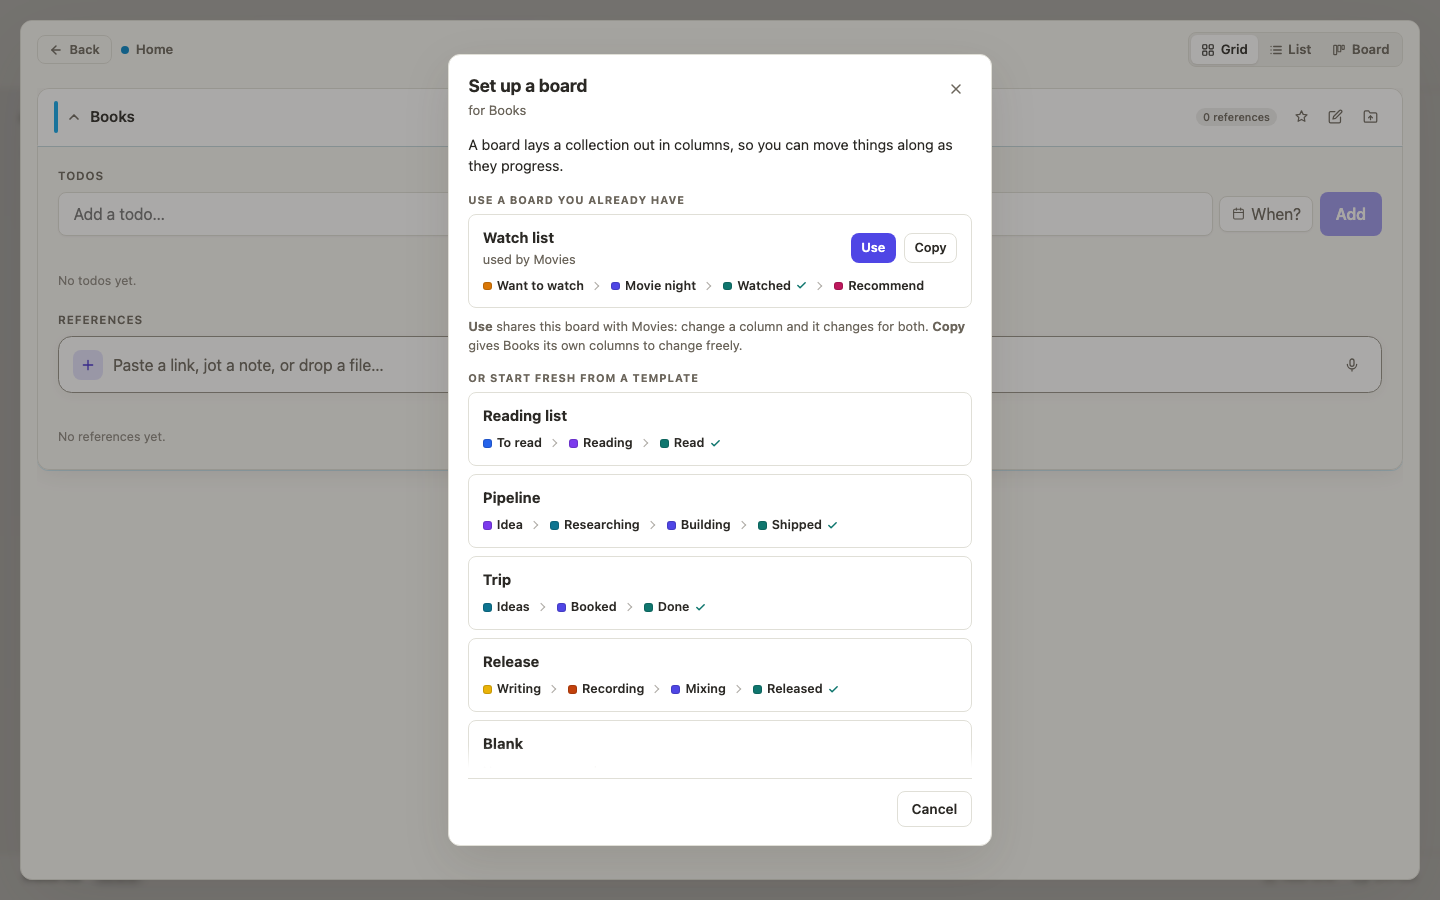 Back
Home
Grid
List
Board
Books
0 references
TODOS
Add a todo...
When?
Add
No todos yet.
REFERENCES
Paste a link, jot a note, or drop a file...
No references yet.
Set up a board
for Books
A board lays a collection out in columns, so you can move things along as
they progress.
USE A BOARD YOU ALREADY HAVE
Watch list
used by Movies
Use
Copy
Want to watch
Movie night
Watched
Recommend
Use shares this board with Movies: change a column and it changes for both. Copy
gives Books its own columns to change freely.
OR START FRESH FROM A TEMPLATE
Reading list
To read
Reading
Read
Pipeline
Idea
Researching
Building
Shipped
Trip
Ideas
Booked
Done
Release
Writing
Recording
Mixing
Released
Blank
Cancel